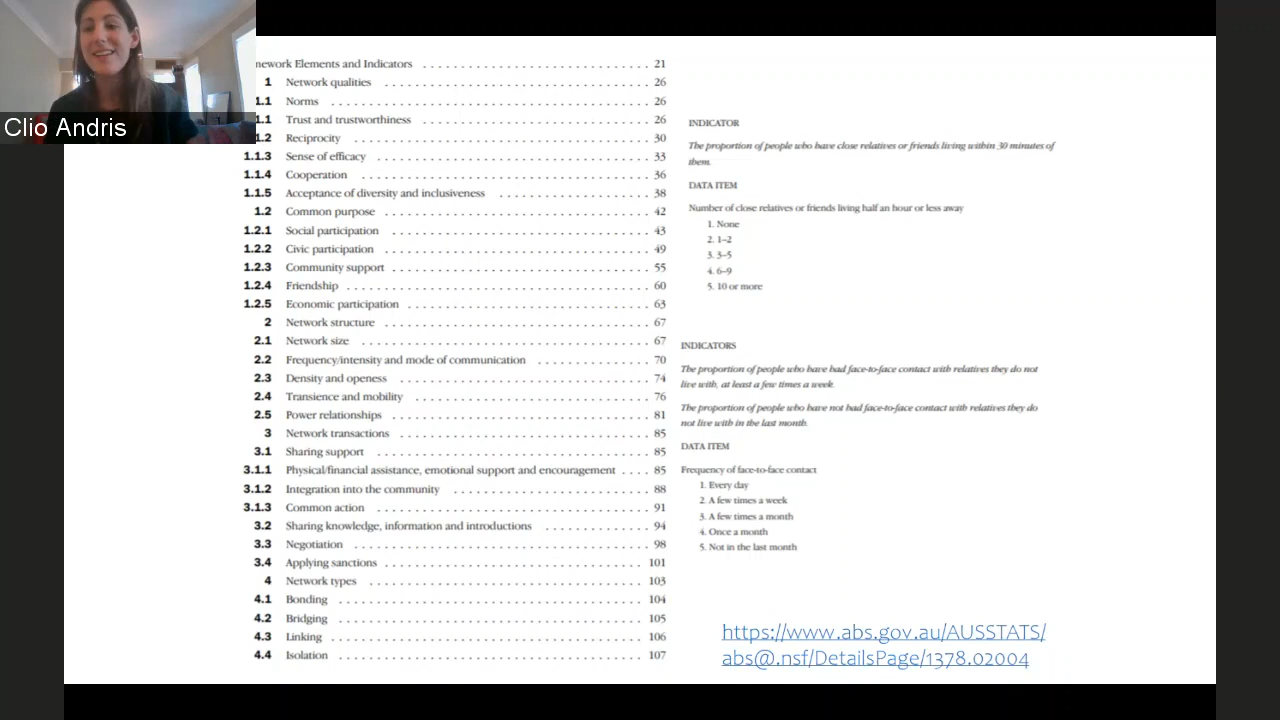 Clio Andris
nework Elements and Indicators . . . . . . . . . . . . . . . . . . . . . . . . . . . . . 21
1 Network qualities . . . . . . . . . . . . . . . . . . . . . . . . . . . . . . . . . 26
1.1 Norms . . . . . . . . . . . . . . . . . . . . . . . . . . . . . . . . . . . . . . . . 26
1.1 Trust and trustworthiness . . . . . . . . . . . . . . . . . . . . . . . . . . . . . . 26
1.2 Reciprocity . . . . . . . . . . . . . . . . . . . . . . . . . . . . . . . . . . . . . . 30
1.1.3 Sense of efficacy . . . . . . . . . . . . . . . . . . . . . . . . . . . . . . . . . . . 33
1.1.4 Cooperation . . . . . . . . . . . . . . . . . . . . . . . . . . . . . . . . . . . . . 36
1.1.5 Acceptance of diversity and inclusiveness . . . . . . . . . . . . . . . . . . 38
1.2 Common purpose . . . . . . . . . . . . . . . . . . . . . . . . . . . . . . . . . 42
1.2.1 Social participation . . . . . . . . . . . . . . . . . . . . . . . . . . . . . . . . 43
1.2.2 Civic participation . . . . . . . . . . . . . . . . . . . . . . . . . . . . . . . . . 49
1.2.3 Community support . . . . . . . . . . . . . . . . . . . . . . . . . . . . . . . 55
1.2.4 Friendship . . . . . . . . . . . . . . . . . . . . . . . . . . . . . . . . . . . . . . 60
1.2.5 Economic participation . . . . . . . . . . . . . . . . . . . . . . . . . . . . . 63
2 Network structure . . . . . . . . . . . . . . . . . . . . . . . . . . . . . . . . . 67
2.1 Network size . . . . . . . . . . . . . . . . . . . . . . . . . . . . . . . . . . . . 67
2.2 Frequency/intensity and mode of communication . . . . . . . . . . . . . 70
2.3 Density and openess . . . . . . . . . . . . . . . . . . . . . . . . . . . . . . . 74
2.4 Transience and mobility . . . . . . . . . . . . . . . . . . . . . . . . . . . . . 76
2.5 Power relationships . . . . . . . . . . . . . . . . . . . . . . . . . . . . . . . . 81
3 Network transactions . . . . . . . . . . . . . . . . . . . . . . . . . . . . . . . 85
3.1 Sharing support . . . . . . . . . . . . . . . . . . . . . . . . . . . . . . . . . . 85
3.1.1 Physical/financial assistance, emotional support and encouragement . . . . 85
3.1.2 Integration into the community . . . . . . . . . . . . . . . . . . . . . . . . 88
3.1.3 Common action . . . . . . . . . . . . . . . . . . . . . . . . . . . . . . . . . . 91
3.2 Sharing knowledge, information and introductions . . . . . . . . . . . . 94
3.3 Negotiation . . . . . . . . . . . . . . . . . . . . . . . . . . . . . . . . . . . . . 98
3.4 Applying sanctions . . . . . . . . . . . . . . . . . . . . . . . . . . . . . . . . 101
4 Network types . . . . . . . . . . . . . . . . . . . . . . . . . . . . . . . . . . . 103
4.1 Bonding . . . . . . . . . . . . . . . . . . . . . . . . . . . . . . . . . . . . . . . 104
4.2 Bridging . . . . . . . . . . . . . . . . . . . . . . . . . . . . . . . . . . . . . . . 105
4.3 Linking . . . . . . . . . . . . . . . . . . . . . . . . . . . . . . . . . . . . . . . 106
4.4 Isolation . . . . . . . . . . . . . . . . . . . . . . . . . . . . . . . . . . . . . . . 107
INDICATOR
The proportion of people who have close relatives or friends living within 30 minutes of
them.
DATA ITEM
Number of close relatives or friends living half an hour or less away
1. None
2. 1–2
3. 3–5
4. 6–9
5. 10 or more
INDICATORS
The proportion of people who have had face-to-face contact with relatives they do not
live with, at least a few times a week.
The proportion of people who have not had face-to-face contact with relatives they do
not live with in the last month.
DATA ITEM
Frequency of face-to-face contact
1. Every day
2. A few times a week
3. A few times a month
4. Once a month
5. Not in the last month
https://www.abs.gov.au/AUSSTATS/
abs@.nsf/DetailsPage/1378.02004